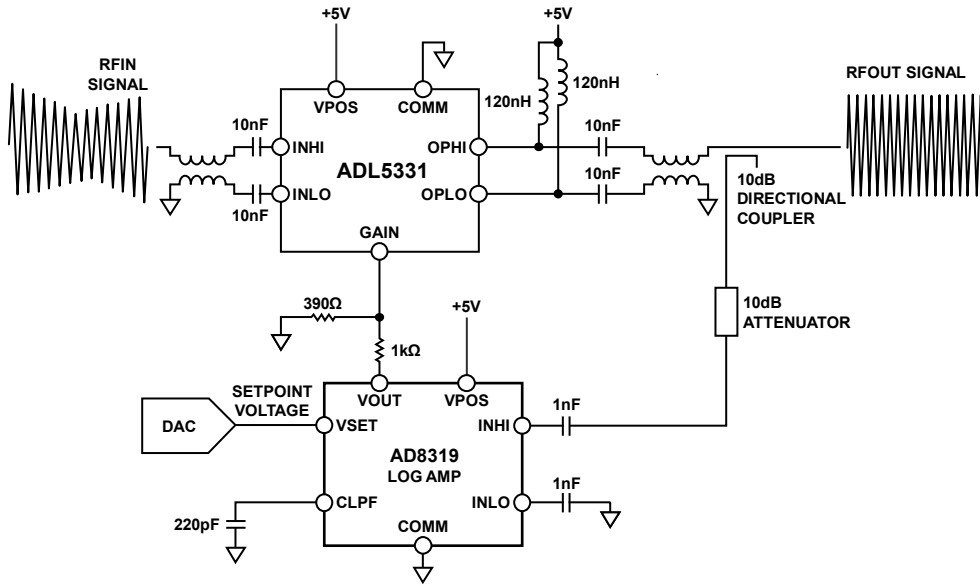 +5V
+5V
RFIN
SIGNAL
RFOUT SIGNAL
VPOS
COMM
120nH
120nH
10nF
10nF
INHI
OPHI
ADL5331
10nF
10nF
INLO
OPLO
10dB
DIRECTIONAL
COUPLER
GAIN
390Ω
+5V
10dB
ATTENUATOR
1kΩ
SETPOINT
VOLTAGE
VOUT
VPOS
1nF
DAC
VSET
INHI
AD8319
LOG AMP
1nF
CLPF
INLO
220pF
COMM